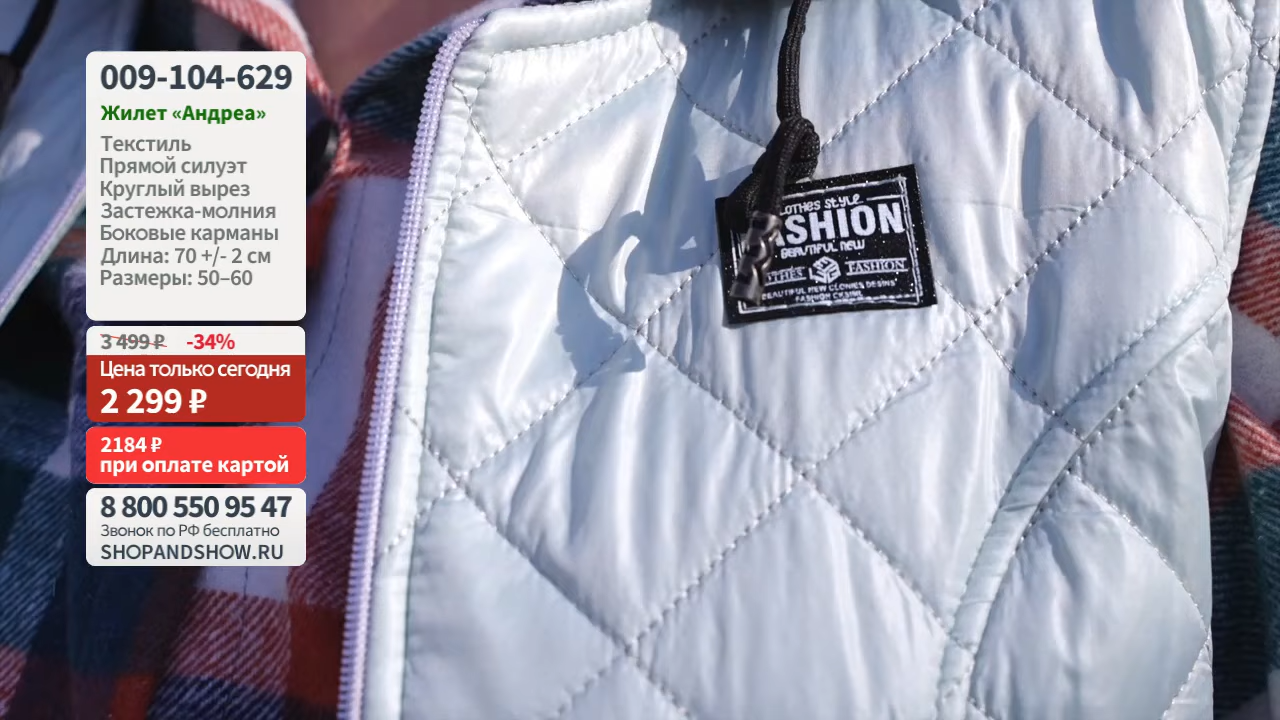 009-104-629
Жилет «Андреа»
Текстиль
Прямой силуэт
Круглый вырез
Застежка-молния
Боковые карманы
Длина: 70 +/- 2 см
Размеры: 50–60
3 499 ₽ -34%
Цена только сегодня
2 299 ₽
2184 ₽
при оплате картой
8 800 550 95 47
Звонок по РФ бесплатно
SHOPANDSHOW.RU
STYLE
BEAUTIFUL NEW
FASHION
BEAUTIFUL NEW